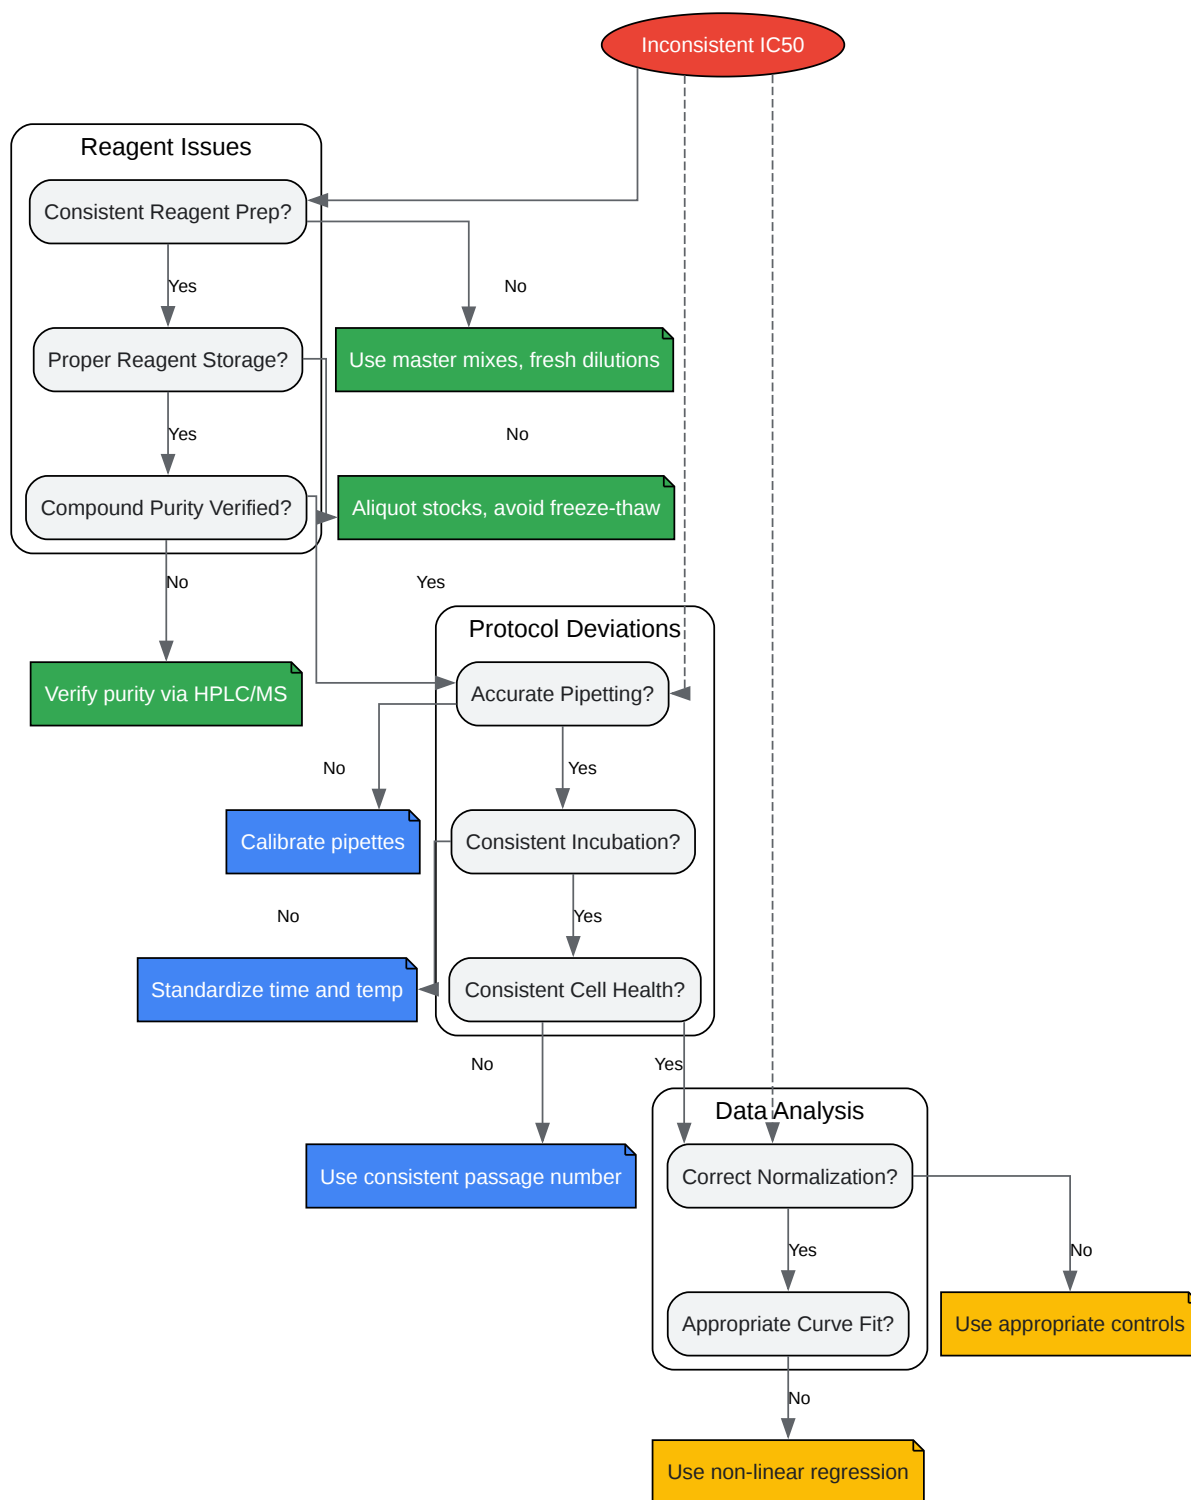 Inconsistent IC50
Reagent Issues
Consistent Reagent Prep?
Yes
No
Proper Reagent Storage?
Use master mixes, fresh dilutions
Yes
No
Compound Purity Verified?
Aliquot stocks, avoid freeze-thaw
No
Yes
Protocol Deviations
Verify purity via HPLC/MS
Accurate Pipetting?
No
Yes
Calibrate pipettes
Consistent Incubation?
No
Yes
Standardize time and temp
Consistent Cell Health?
No
Yes
Data Analysis
Use consistent passage number
Correct Normalization?
Yes
No
Appropriate Curve Fit?
Use appropriate controls
No
Use non-linear regression